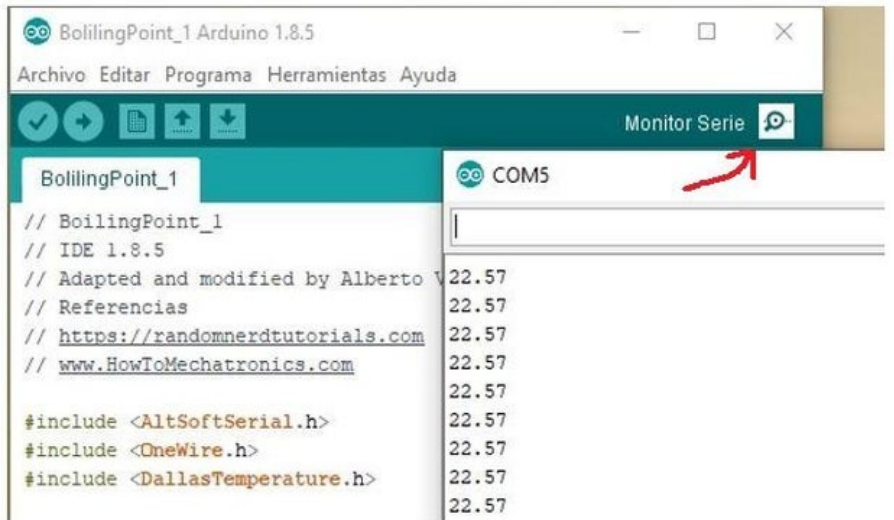 BolilingPoint_1 Arduino 1.8.5
Archivo Editar Programa Herramientas Ayuda
Monitor Serie
BolilingPoint_1
// BoilingPoint_1
// IDE 1.8.5
// Adapted and modified by Alberto
// Referencias
// https://randomnerdtutorials.com
// www.HowToMechatronics.com
#include <AltSoftSerial.h>
#include <OneWire.h>
#include <DallasTemperature.h>
COM5
22.57
22.57
22.57
22.57
22.57
22.57
22.57
22.57
22.57